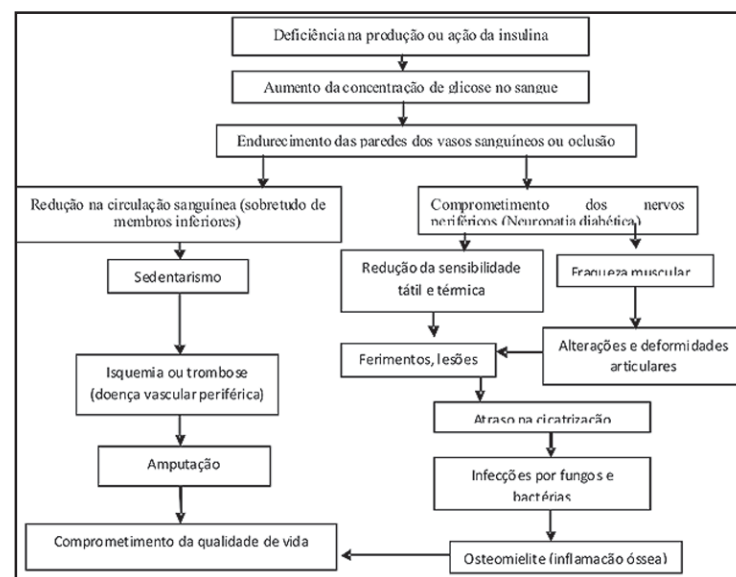 Deficiência na produção ou ação da insulina
Aumento da concentração de glicose no sangue
Endurecimento das paredes dos vasos sanguíneos ou oclusão
Redução na circulação sanguínea (sobretudo de
membros inferiores)
Comprometimento dos nervos
periféricos (Neuropatia diabética)
Sedentarismo
Redução da sensibilidade
tátil e térmica
Fraqueza muscular
Isquemia ou trombose
(doença vascular periférica)
Ferimentos, lesões
Alterações e deformidades
articulares
Atraso na cicatrização
Amputação
Infecções por fungos e
bactérias
Comprometimento da qualidade de vida
Osteomielite (inflamação óssea)